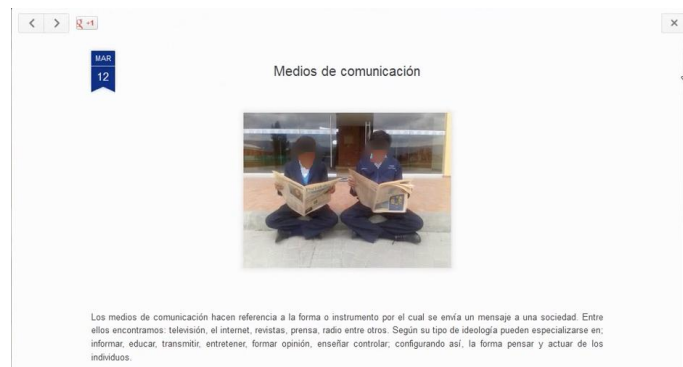 +1
MAR
12
Medios de comunicación
Los medios de comunicación hacen referencia a la forma o instrumento por el cual se envía un mensaje a una sociedad. Entre
ellos encontramos: televisión, el internet, revistas, prensa, radio entre otros. Según su tipo de ideología pueden especializarse en;
informar, educar, transmitir, entretener, formar opinión, enseñar controlar; configurando así, la forma pensar y actuar de los
individuos.